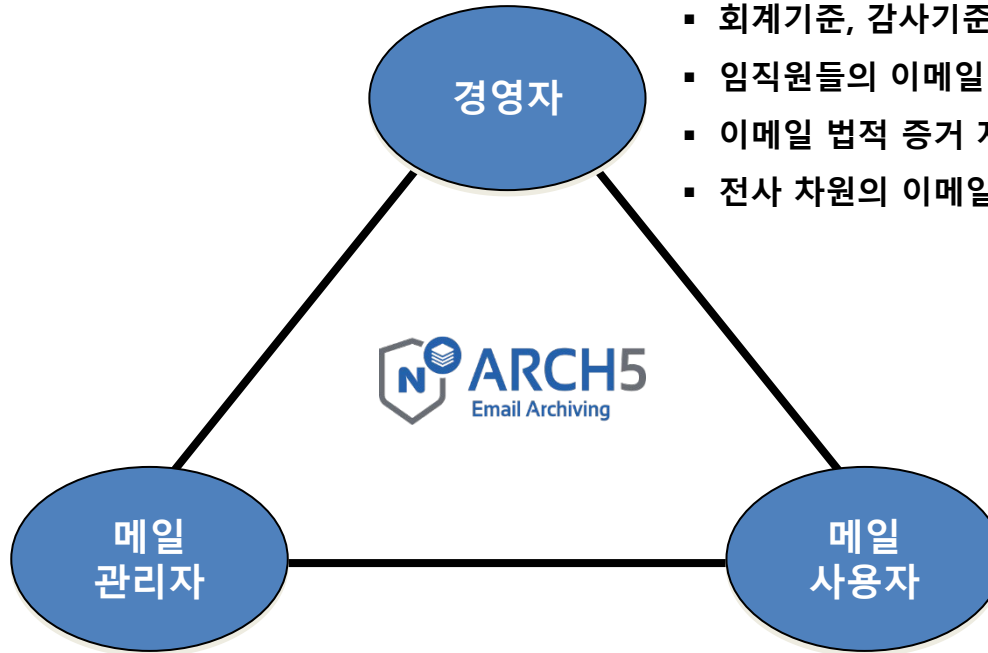 ▪ 회계기준, 감사기준
▪ 임직원들의 이메일
▪ 이메일 법적 증거
▪ 전사 차원의 이메일
경영자
N ARCH5
Email Archiving
메일
관리자
메일
사용자